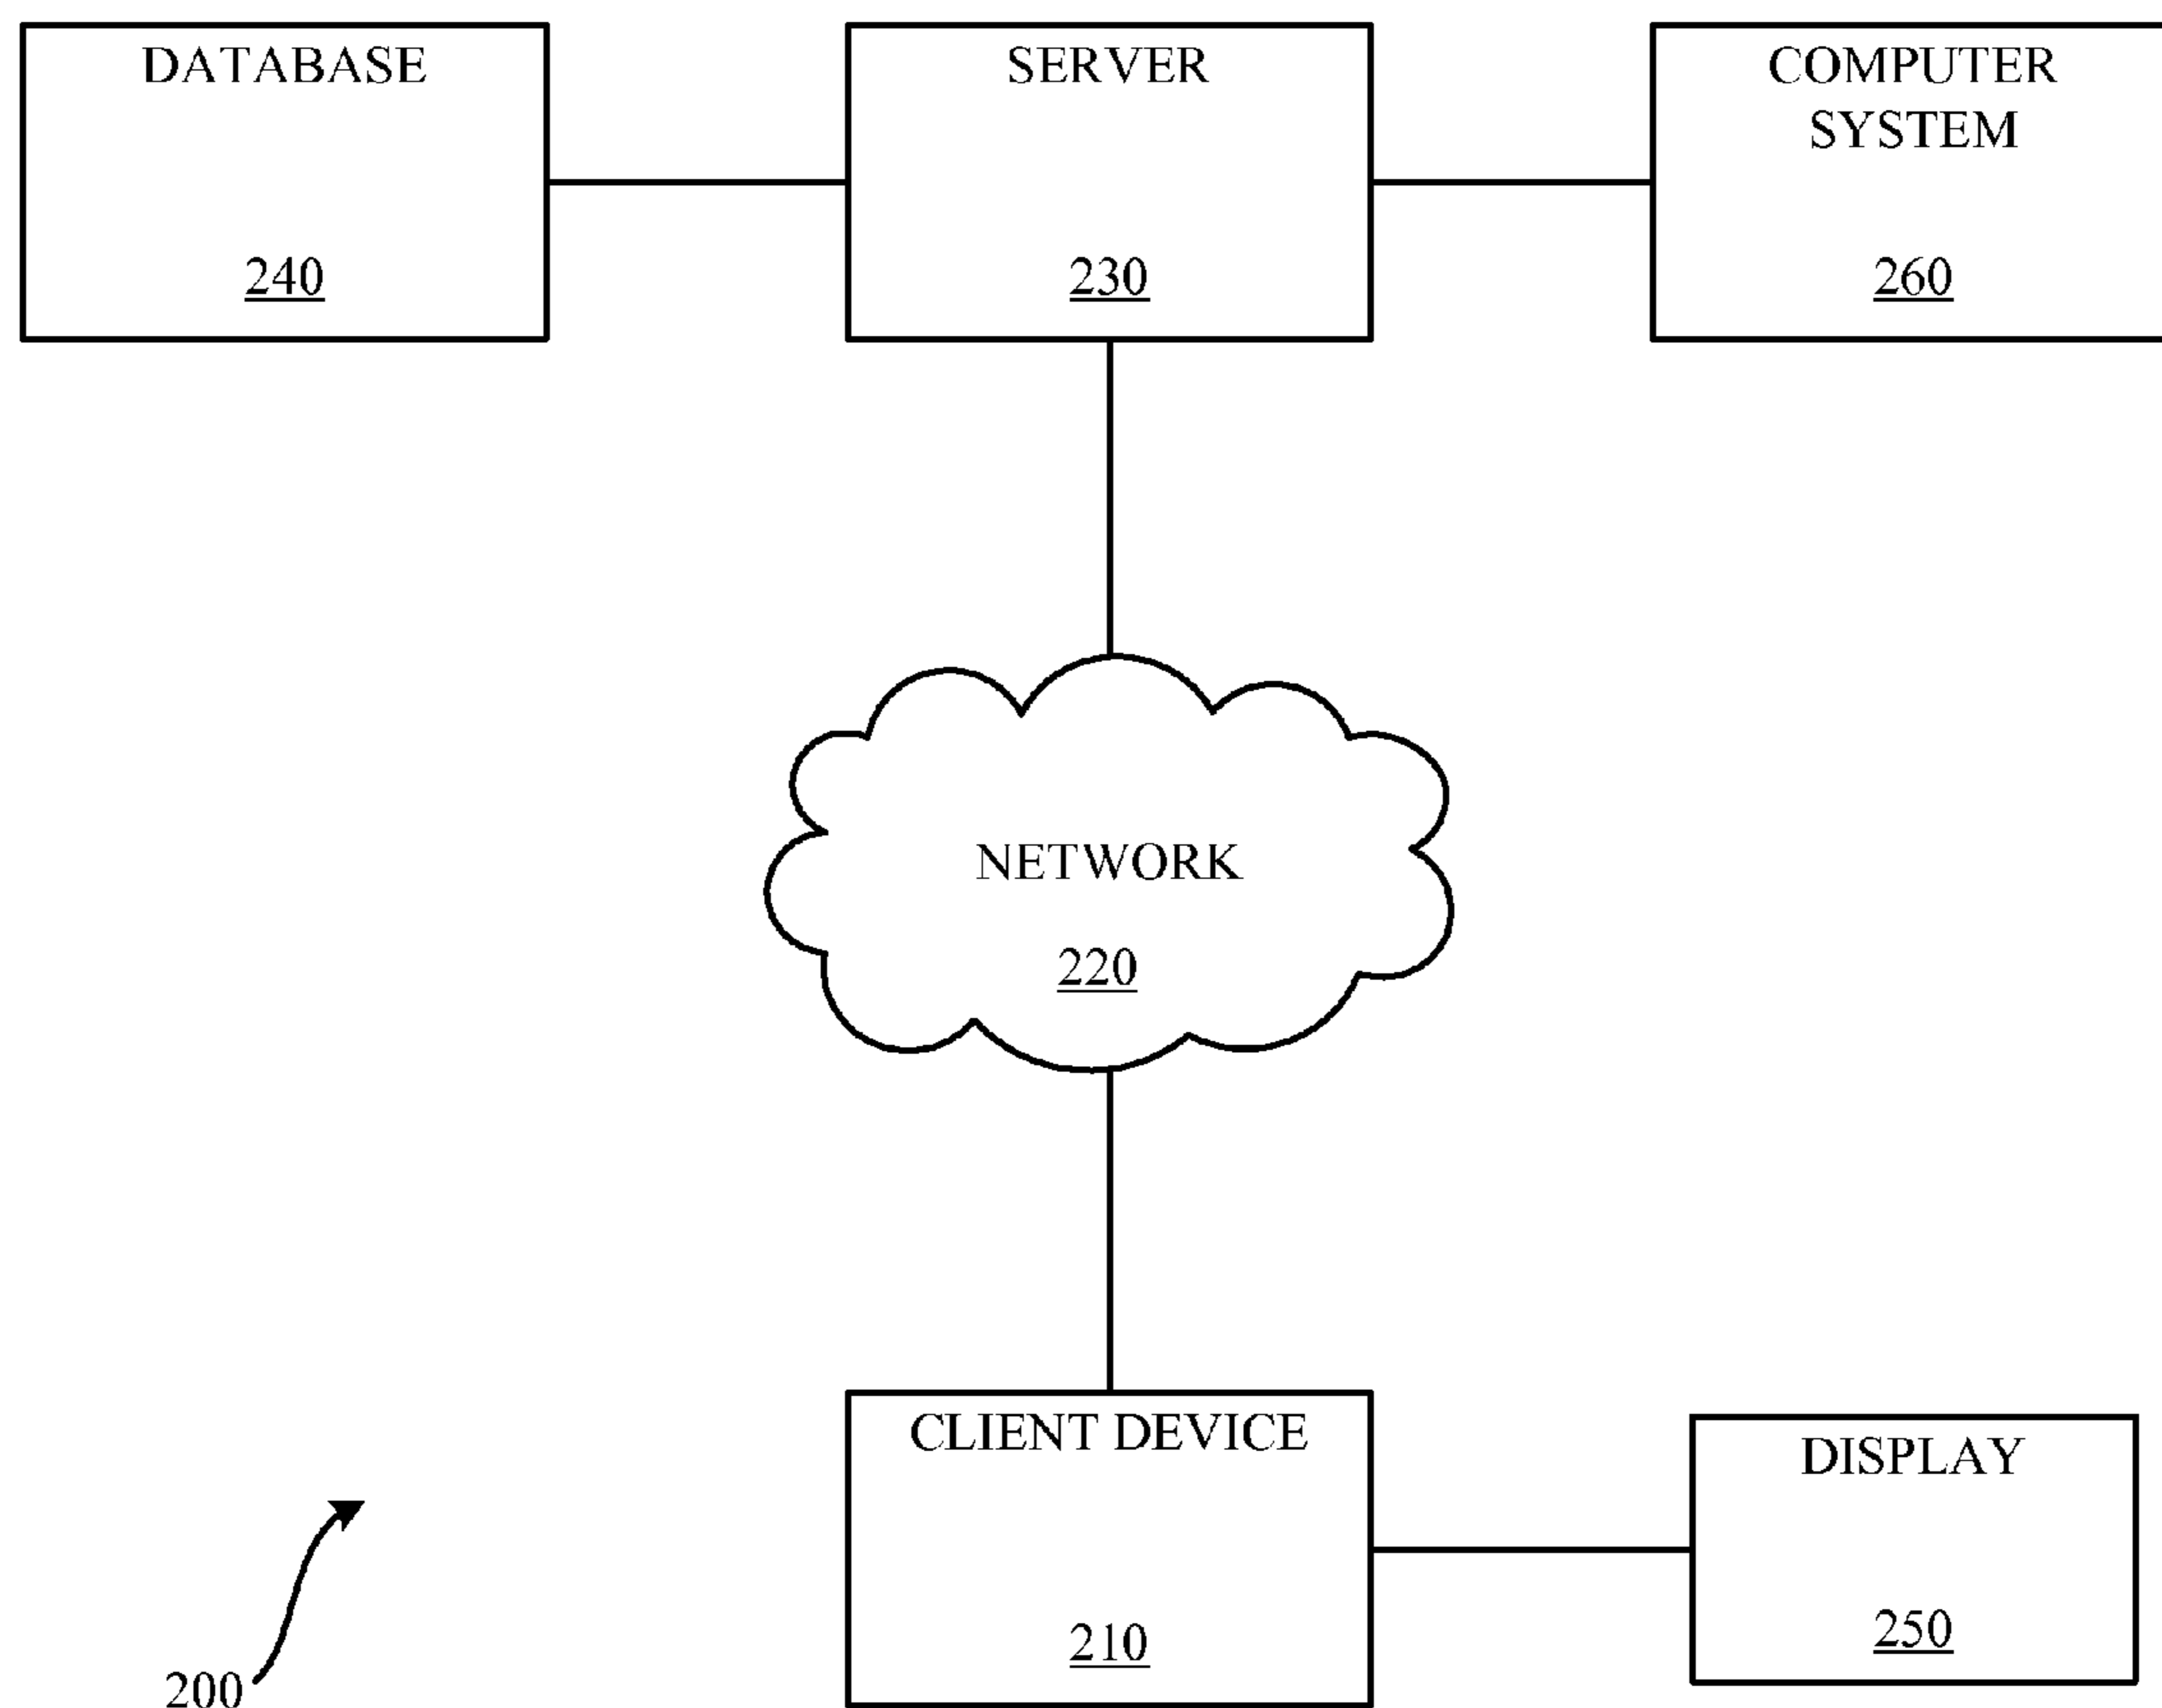 DATABASE
240
SERVER
230
COMPUTER
SYSTEM
260
NETWORK
220
CLIENT DEVICE
210
DISPLAY
250
200